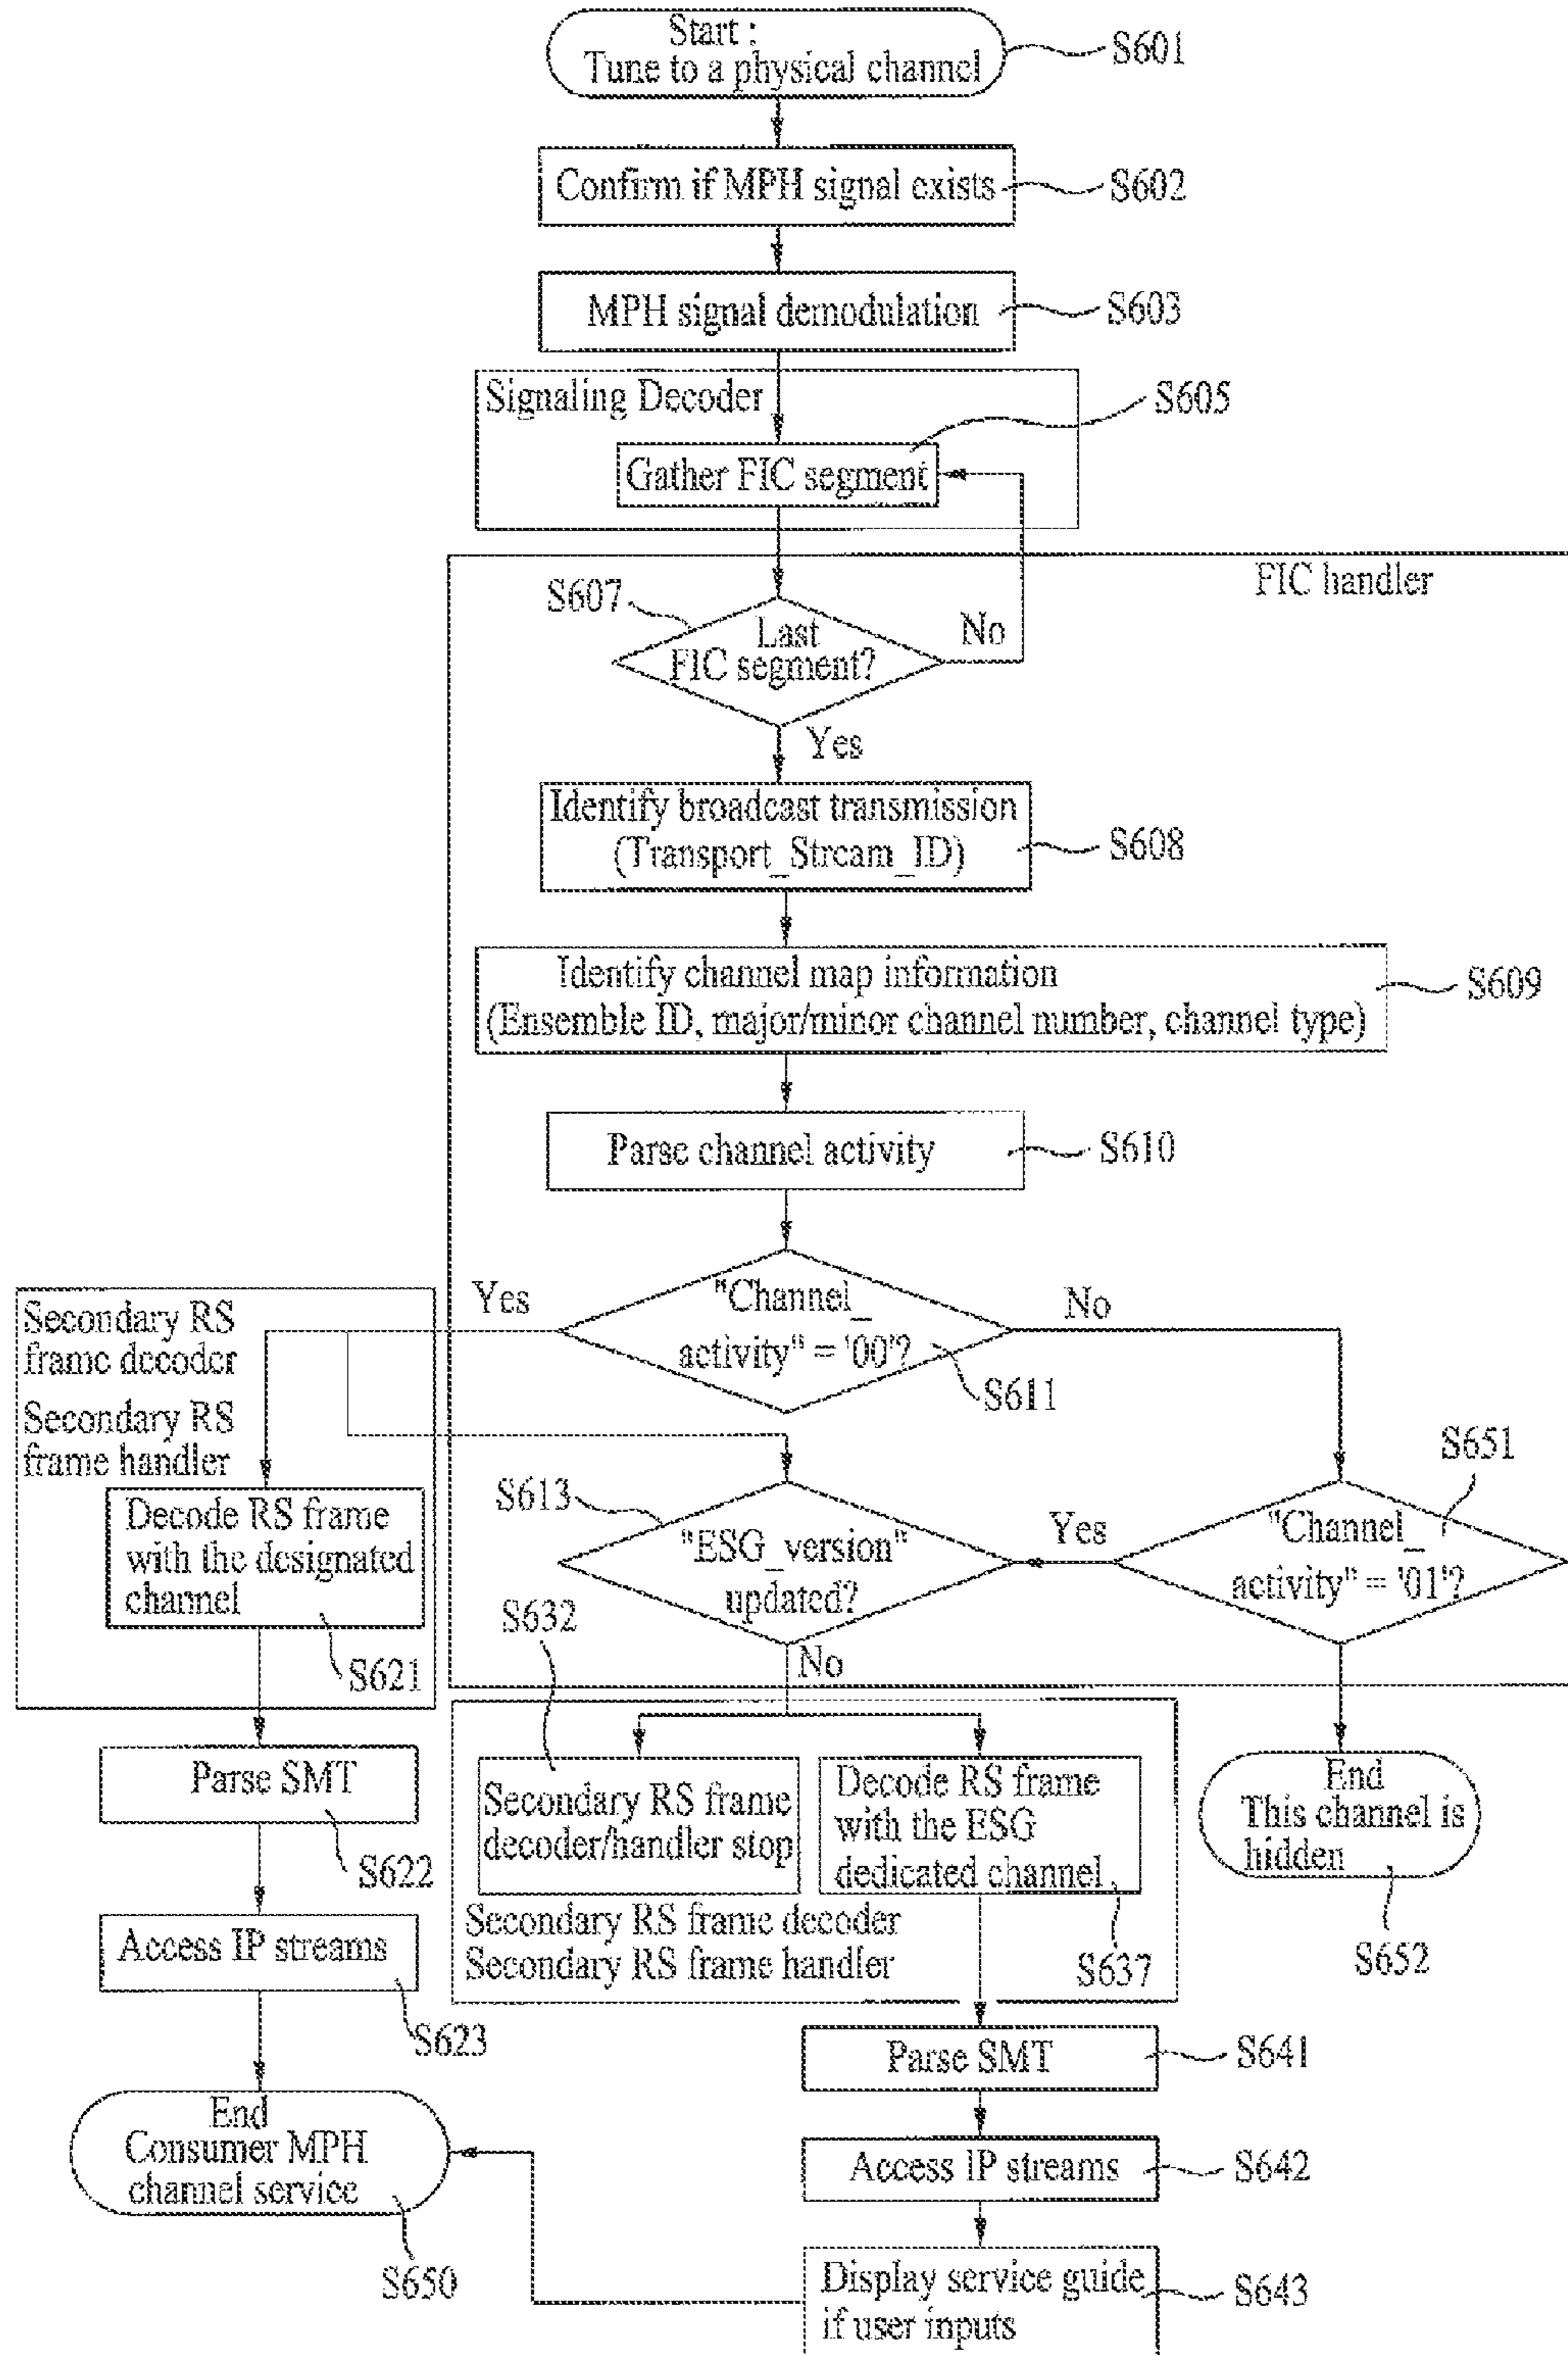 Start :
Tune to a physical channel
S601
Confirm if MPH signal exists
S602
MPH signal demodulation
S603
Signaling Decoder
S605
Gather FIC segment
FIC handler
S607
Last
FIC segment?
No
Yes
Identify broadcast transmission
(Transport_Stream_ID)
S608
Identify channel map information
(Ensemble ID, major/minor channel number, channel type)
S609
Parse channel activity
S610
Yes
"Channel_
activity" = '00'?
No
S611
Secondary RS
frame decoder
Secondary RS
frame handler
Decode RS frame
with the designated
channel
S621
S613
"ESG_version"
updated?
Yes
S651
"Channel_
activity" = '01'?
S632
No
Parse SMT
S622
Secondary RS frame
decoder/handler stop
Decode RS frame
with the ESG
dedicated channel
Secondary RS frame decoder
Secondary RS frame handler
S637
End
This channel is
hidden
S652
Access IP streams
S623
Parse SMT
S641
End
Consumer MPH
channel service
S650
Access IP streams
S642
Display service guide
if user inputs
S643